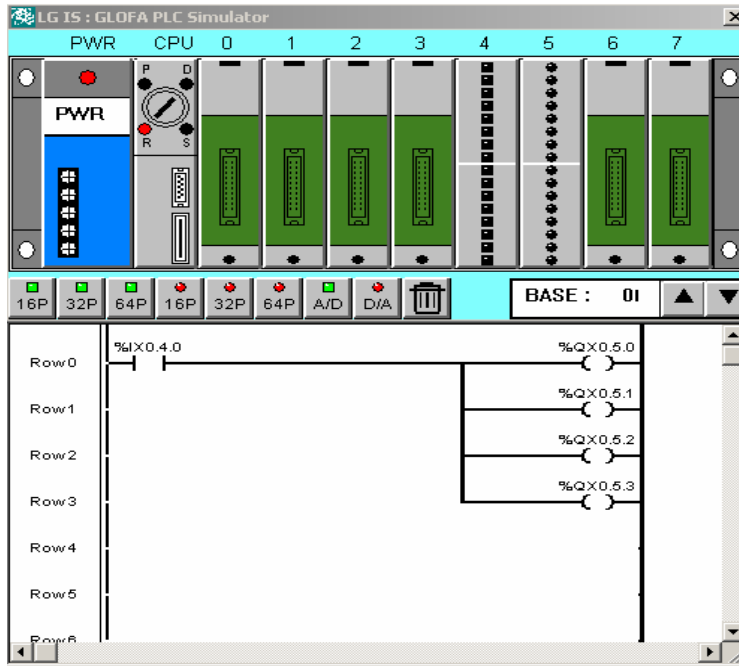 LG IS : GLOFA PLC Simulator
PWR CPU 0 1 2 3 4 5 6 7
P D
PWR
R S
16P 32P 64P 16P 32P 64P A/D D/A BASE : 0
%IX0.4.0 %QX0.5.0
Row0
%QX0.5.1
Row1
%QX0.5.2
Row2
%QX0.5.3
Row3
Row4
Row5
Row6